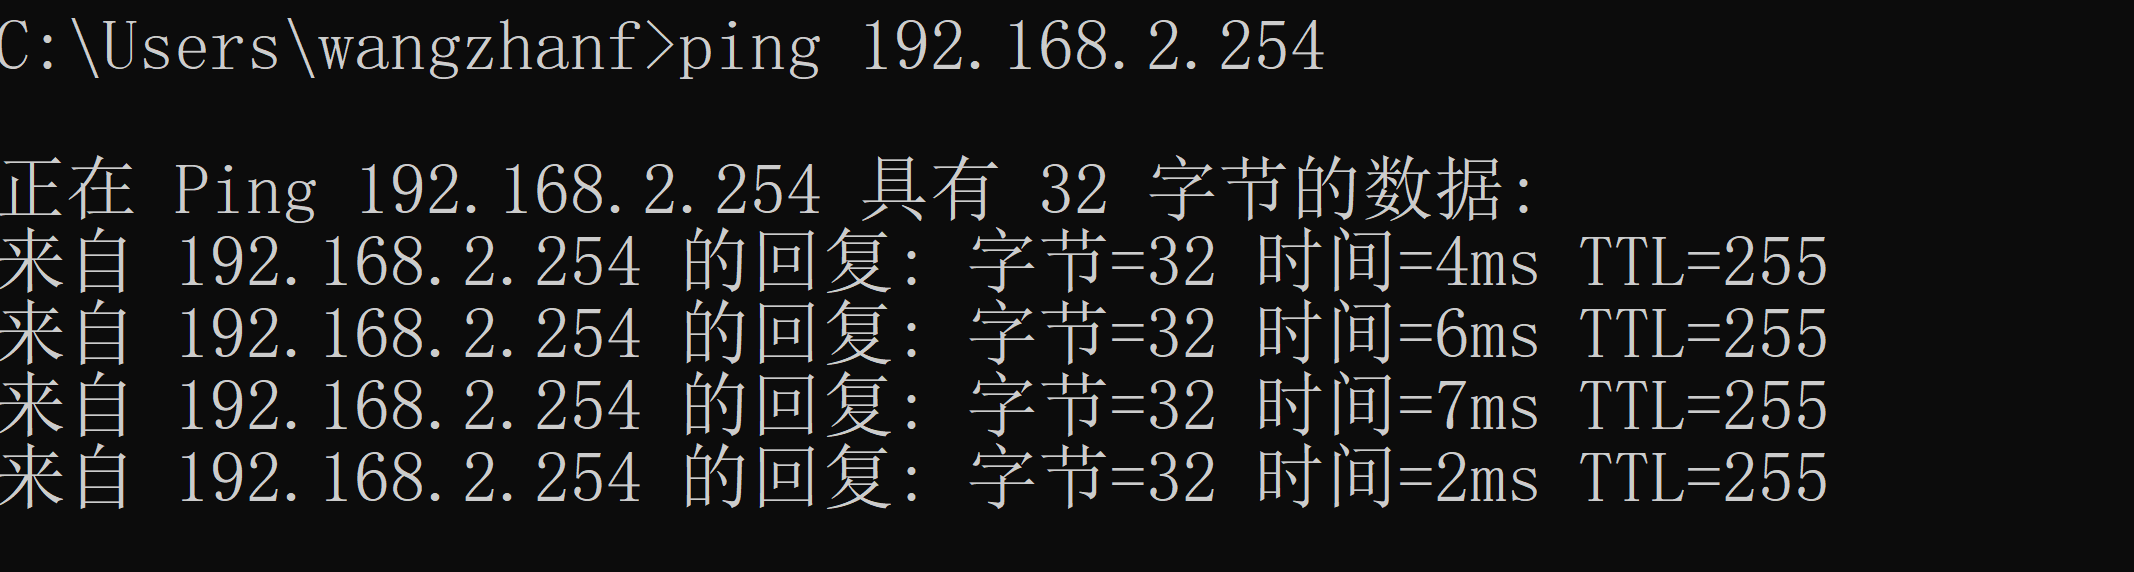 C:\Users\wangzhanf>ping 192.168.2.254
正在 Ping 192.168.2.254 具有 32 字节的数据:
来自 192.168.2.254 的回复: 字节=32 时间=4ms TTL=255
来自 192.168.2.254 的回复: 字节=32 时间=6ms TTL=255
来自 192.168.2.254 的回复: 字节=32 时间=7ms TTL=255
来自 192.168.2.254 的回复: 字节=32 时间=2ms TTL=255